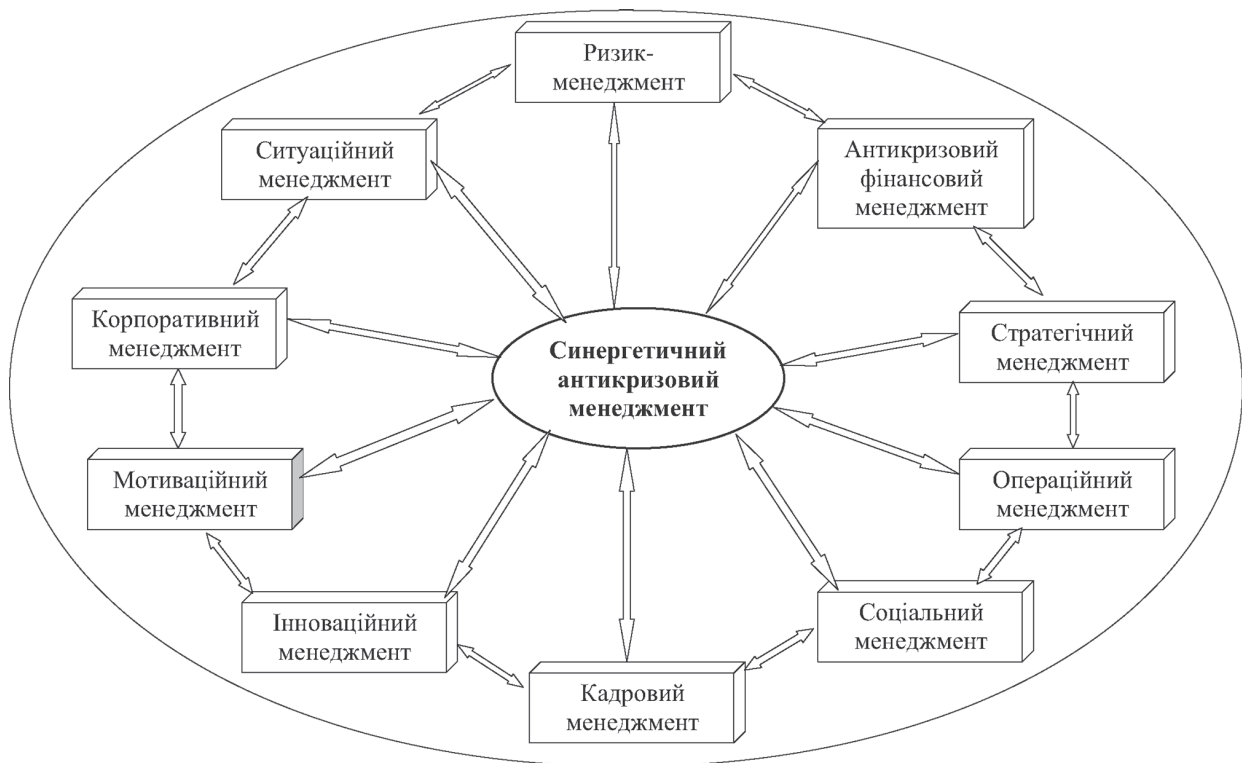 Ризик-
менеджмент
Ситуаційний
менеджмент
Антикризовий
фінансовий
менеджмент
Корпоративний
менеджмент
Синергетичний
антикризовий
менеджмент
Стратегічний
менеджмент
Мотиваційний
менеджмент
Операційний
менеджмент
Інноваційний
менеджмент
Соціальний
менеджмент
Кадровий
менеджмент